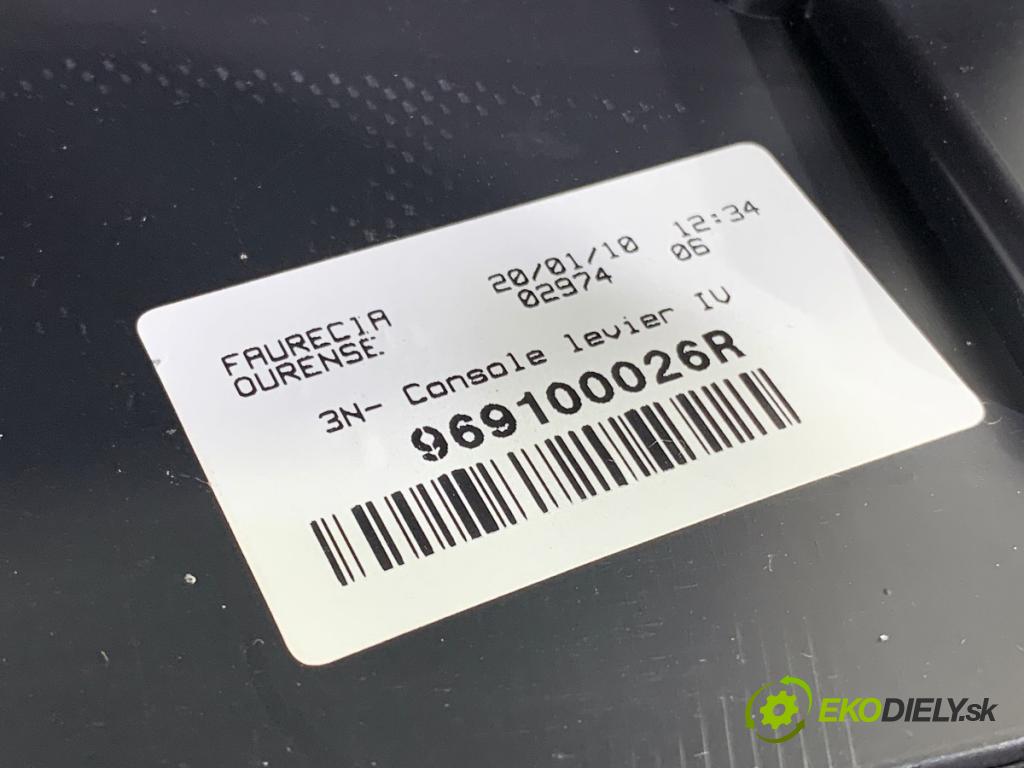 FAURECIA 20/01/10 12:34
OURENSE. 02974 06
3N- Console levier IV
969100026R
EKODIELY.sk